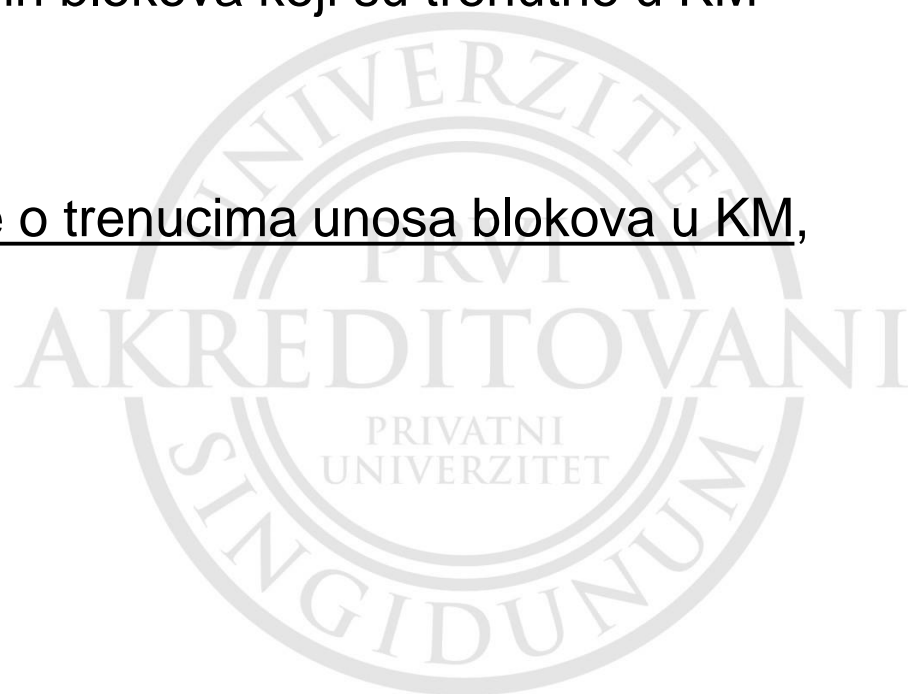 blokova koji su trenutno u KM
o trenucima unosa blokova u KM,
UNIVERZITET
PRVI
AKREDITOVANI
PRIVATNI
UNIVERZITET
SINGIDUNUM